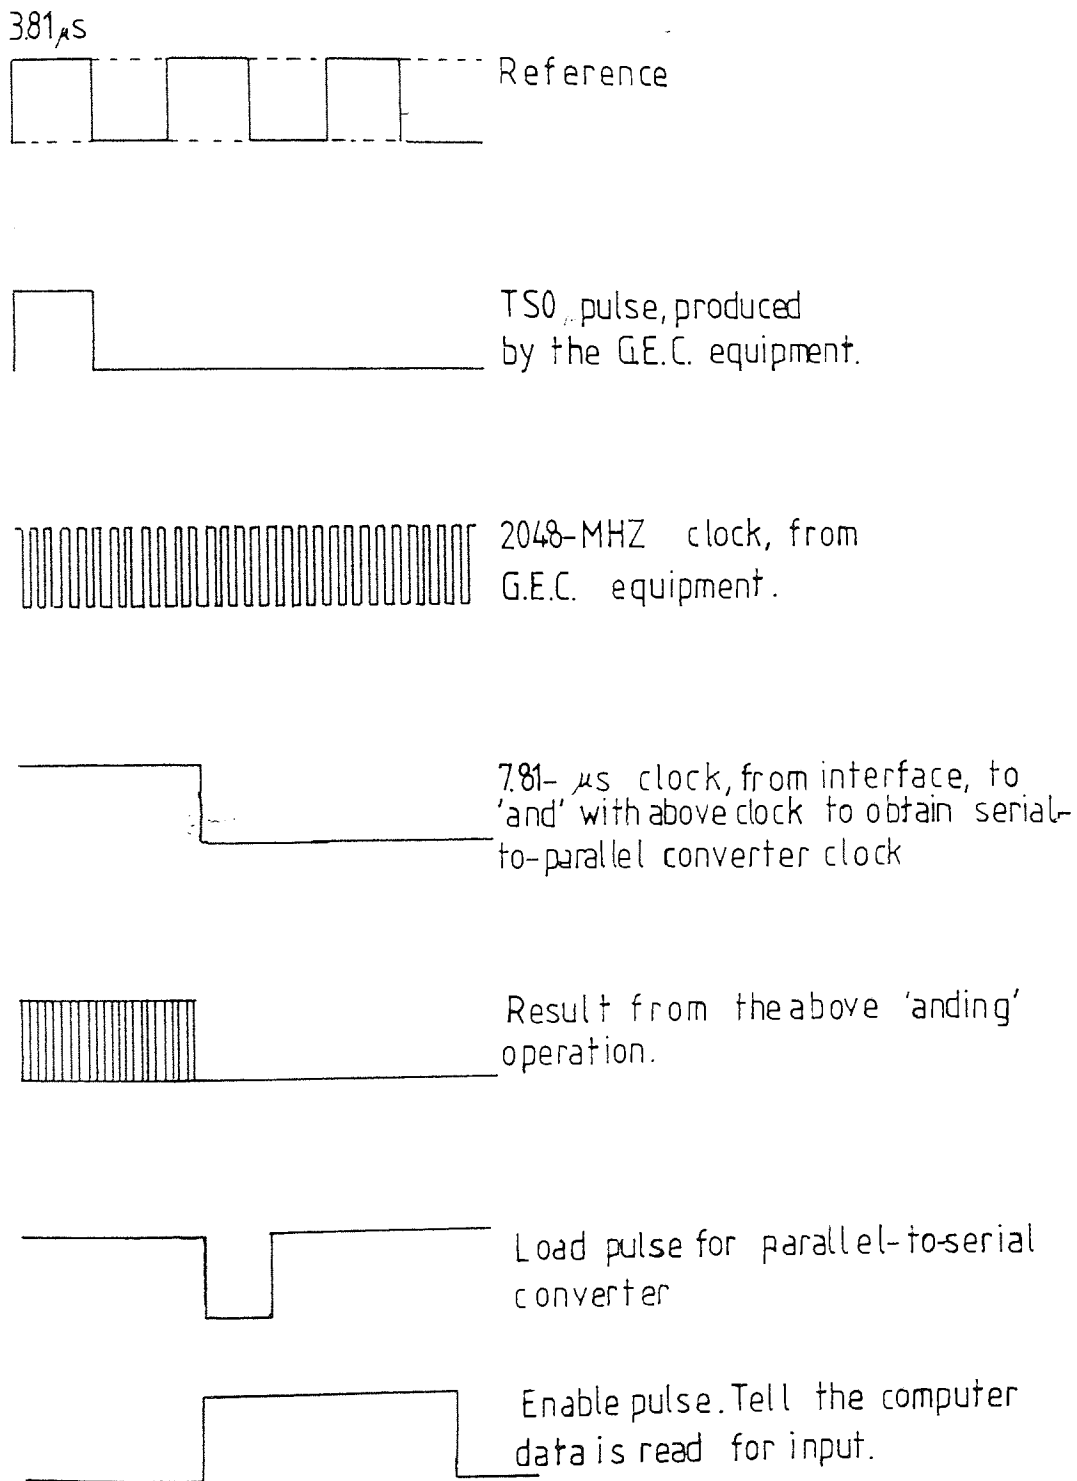 3.81μs
Reference
TS0 pulse, produced
by the G.E.C. equipment.
2048-MHZ clock, from
G.E.C. equipment.
7.81- μs clock, from interface, to
'and' with above clock to obtain serial-
to-parallel converter clock
Result from the above 'anding'
operation.
Load pulse for parallel-to-serial
converter
Enable pulse. Tell the computer
data is read for input.